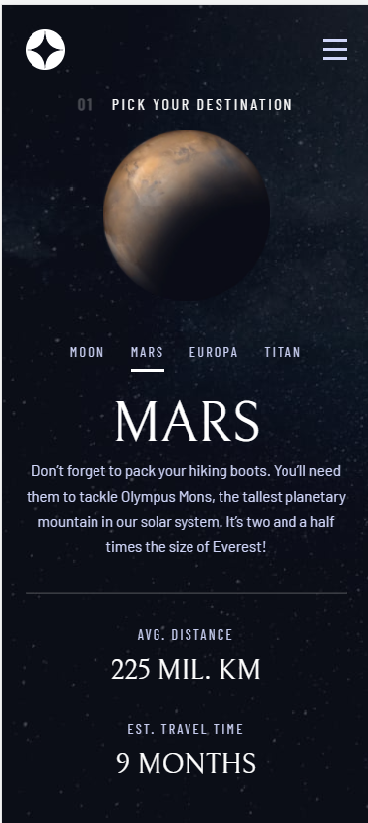 01 PICK YOUR DESTINATION
MOON MARS EUROPA TITAN
MARS
Don’t forget to pack your hiking boots. You’ll need
them to tackle Olympus Mons, the tallest planetary
mountain in our solar system. It’s two and a half
times the size of Everest!
AVG. DISTANCE
225 MIL. KM
EST. TRAVEL TIME
9 MONTHS